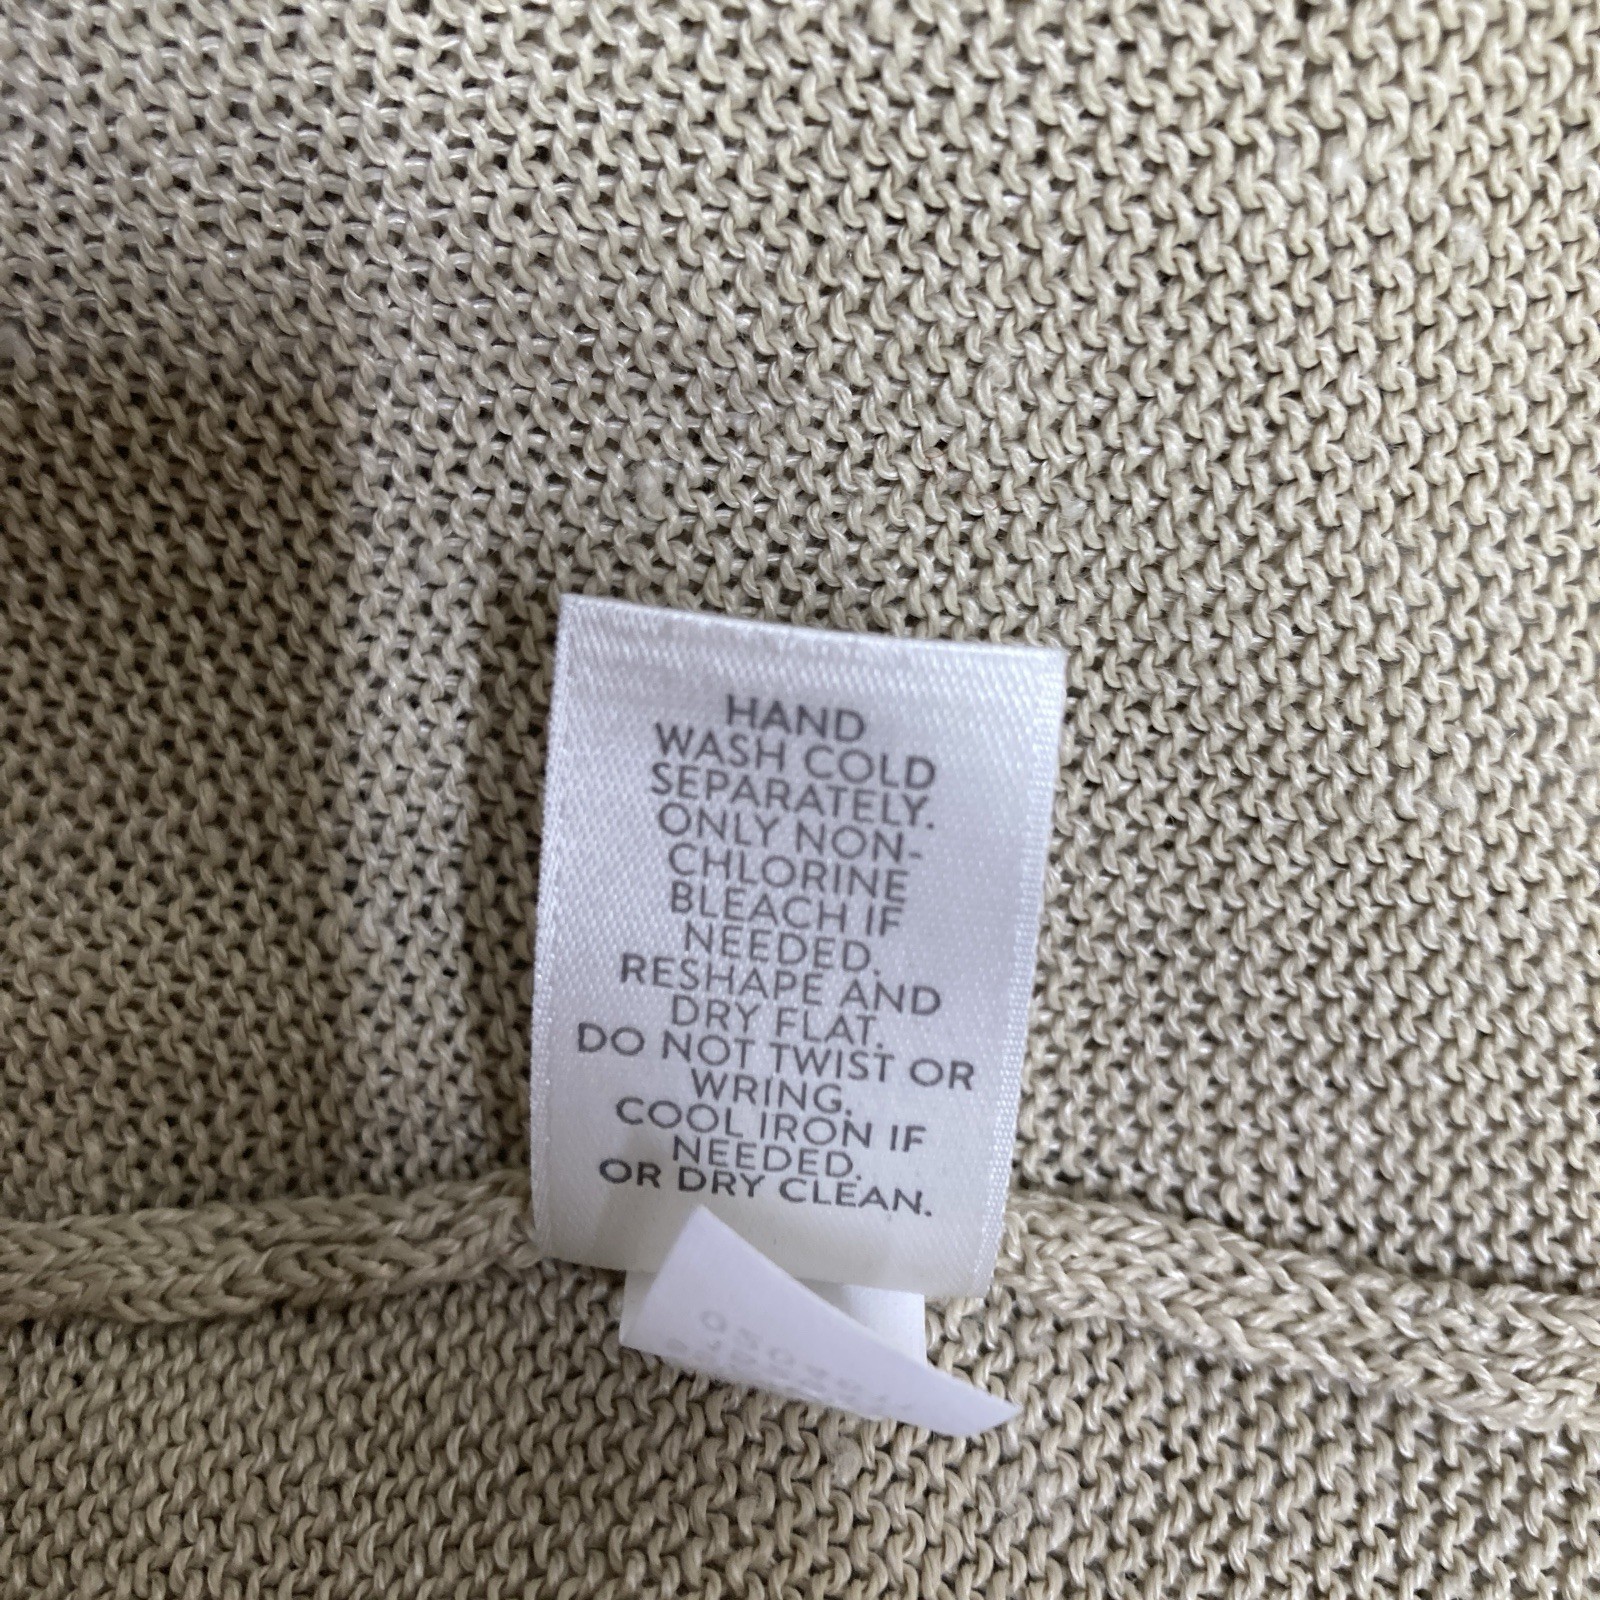 HAND
WASH COLD
SEPARATELY.
ONLY NON-
CHLORINE
BLEACH IF
NEEDED.
RESHAPE AND
DRY FLAT.
DO NOT TWIST OR
WRING.
COOL IRON IF
NEEDED.
OR DRY CLEAN.